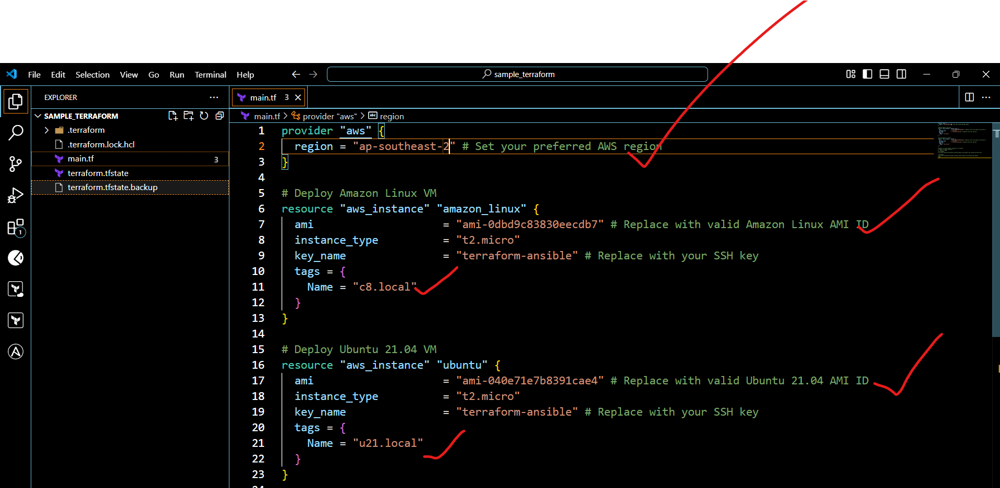 File Edit Selection View Go Run Terminal Help
sample_terraform
EXPLORER
main.tf 3
SAMPLE_TERRAFORM
main.tf > provider "aws" > region
.terraform
.terraform.lock.hcl
main.tf 3
terraform.tfstate
terraform.tfstate.backup
1
1 provider "aws" {
2 region = "ap-southeast-2" # Set your preferred AWS region
3 }
4
5 # Deploy Amazon Linux VM
6 resource "aws_instance" "amazon_linux" {
7 ami = "ami-0dbd9c83830eecdb7" # Replace with valid Amazon Linux AMI ID
8 instance_type = "t2.micro"
9 key_name = "terraform-ansible" # Replace with your SSH key
10 tags = {
11 Name = "c8.local"
12 }
13 }
14
15 # Deploy Ubuntu 21.04 VM
16 resource "aws_instance" "ubuntu" {
17 ami = "ami-040e71e7b8391cae4" # Replace with valid Ubuntu 21.04 AMI ID
18 instance_type = "t2.micro"
19 key_name = "terraform-ansible" # Replace with your SSH key
20 tags = {
21 Name = "u21.local"
22 }
23 }